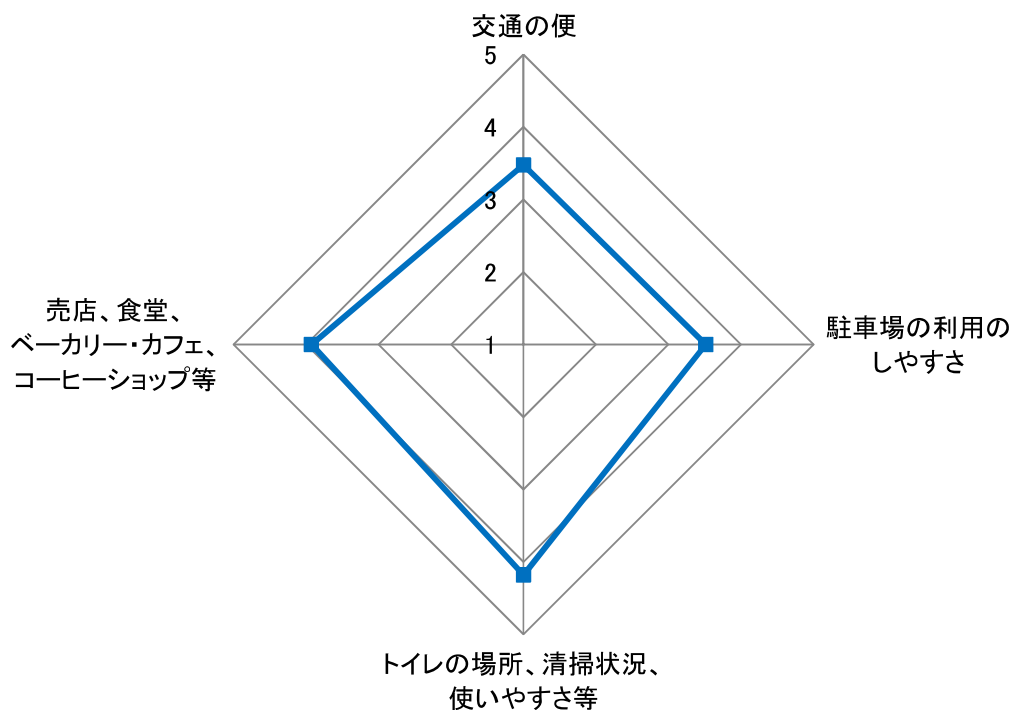 交通の便
5
4
3
2
1
売店、食堂、
ベーカリー・カフェ、
コーヒーショップ等
駐車場の利用の
しやすさ
トイレの場所、清掃状況、
使いやすさ等